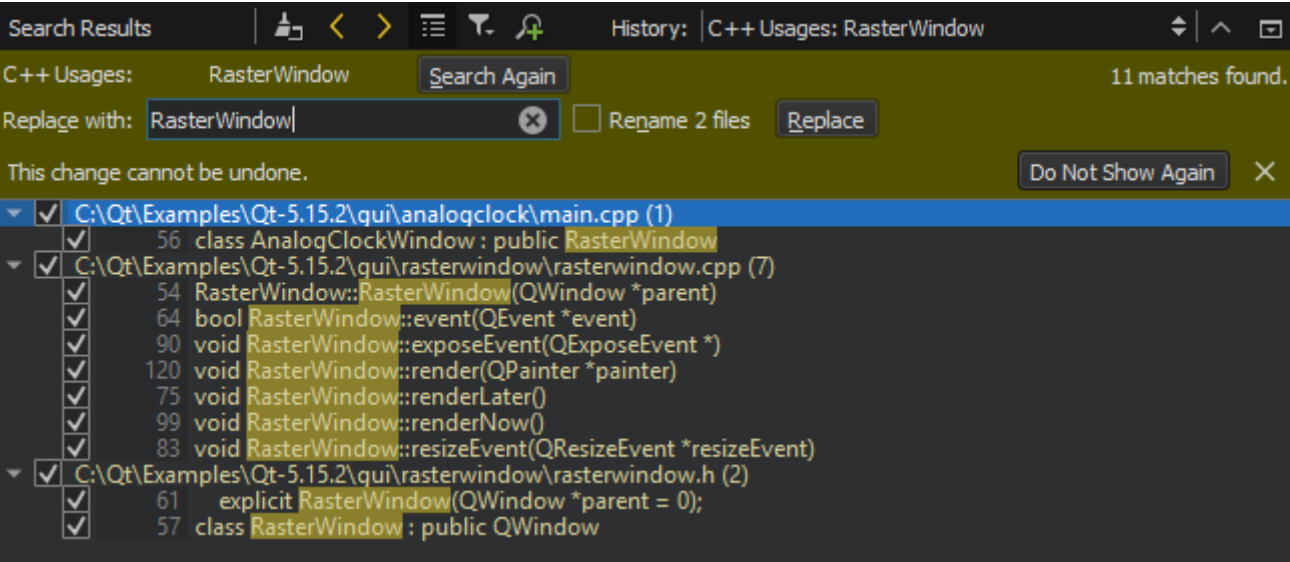 Search Results History: C++ Usages: RasterWindow
C++ Usages: RasterWindow Search Again 11 matches found.
Replace with: RasterWindow Rename 2 files Replace
This change cannot be undone. Do Not Show Again
C:\Qt\Examples\Qt-5.15.2\gui\analogclock\main.cpp (1)
56 class AnalogClockWindow : public RasterWindow
C:\Qt\Examples\Qt-5.15.2\gui\rasterwindow\rasterwindow.cpp (7)
54 RasterWindow::RasterWindow(QWindow *parent)
64 bool RasterWindow::event(QEvent *event)
90 void RasterWindow::exposeEvent(QExposeEvent *)
120 void RasterWindow::render(QPainter *painter)
75 void RasterWindow::renderLater()
99 void RasterWindow::renderNow()
83 void RasterWindow::resizeEvent(QResizeEvent *resizeEvent)
C:\Qt\Examples\Qt-5.15.2\gui\rasterwindow\rasterwindow.h (2)
61 explicit RasterWindow(QWindow *parent = 0);
57 class RasterWindow : public QWindow